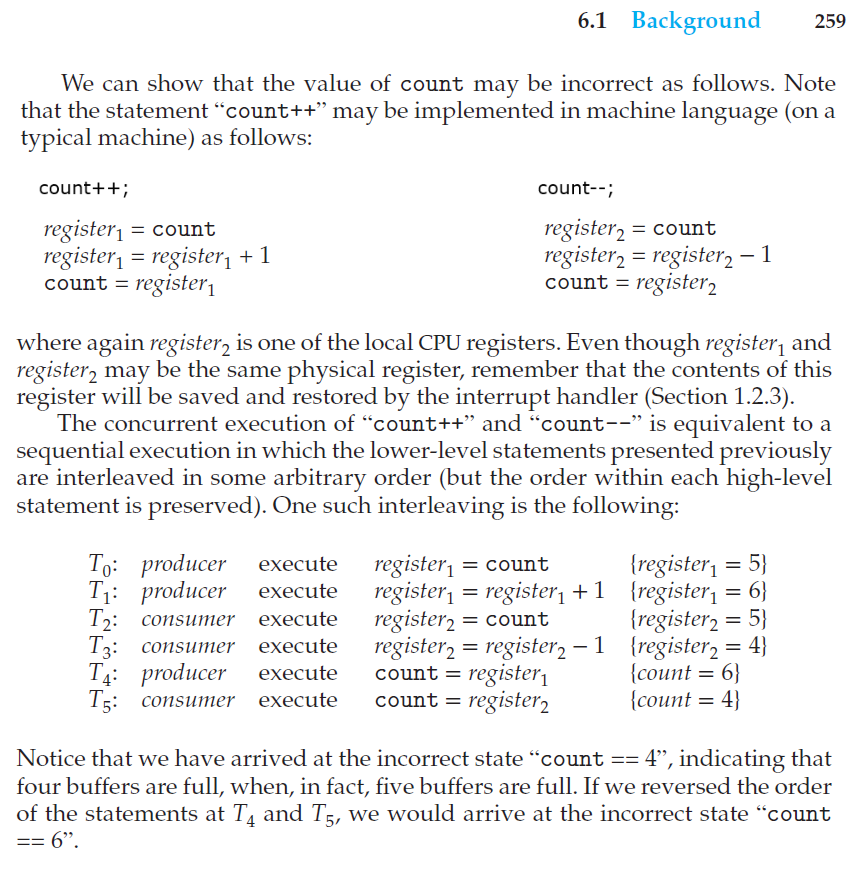 6.1 Background 259
We can show that the value of count may be incorrect as follows. Note
that the statement “count++” may be implemented in machine language (on a
typical machine) as follows:
count++; count--;
register₁ = count register₂ = count
register₁ = register₁ + 1 register₂ = register₂ − 1
count = register₁ count = register₂
where again register₂ is one of the local CPU registers. Even though register₁ and
register₂ may be the same physical register, remember that the contents of this
register will be saved and restored by the interrupt handler (Section 1.2.3).
The concurrent execution of “count++” and “count--” is equivalent to a
sequential execution in which the lower-level statements presented previously
are interleaved in some arbitrary order (but the order within each high-level
statement is preserved). One such interleaving is the following:
T₀: producer execute register₁ = count {register₁ = 5}
T₁: producer execute register₁ = register₁ + 1 {register₁ = 6}
T₂: consumer execute register₂ = count {register₂ = 5}
T₃: consumer execute register₂ = register₂ − 1 {register₂ = 4}
T₄: producer execute count = register₁ {count = 6}
T₅: consumer execute count = register₂ {count = 4}
Notice that we have arrived at the incorrect state “count == 4”, indicating that
four buffers are full, when, in fact, five buffers are full. If we reversed the order
of the statements at T₄ and T₅, we would arrive at the incorrect state “count
== 6”.